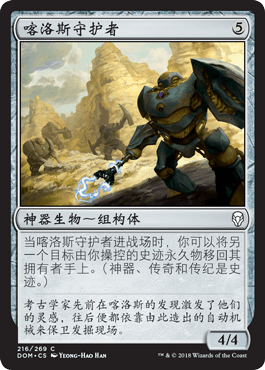 喀洛斯守护者 5
神器生物～组构体
当喀洛斯守护者进战场时，你可以将另
一个目标由你操控的史迹永久物移回其
拥有者手上。（神器、传奇和传纪是史
迹。）
考古学家先前在喀洛斯的发现激发了他们
的灵感，往后便都依靠由此造出的自动机
械来保卫发掘现场。
4/4
216/269 C
DOM • CS Yeong-Hao Han
™ & © 2018 Wizards of the Coast